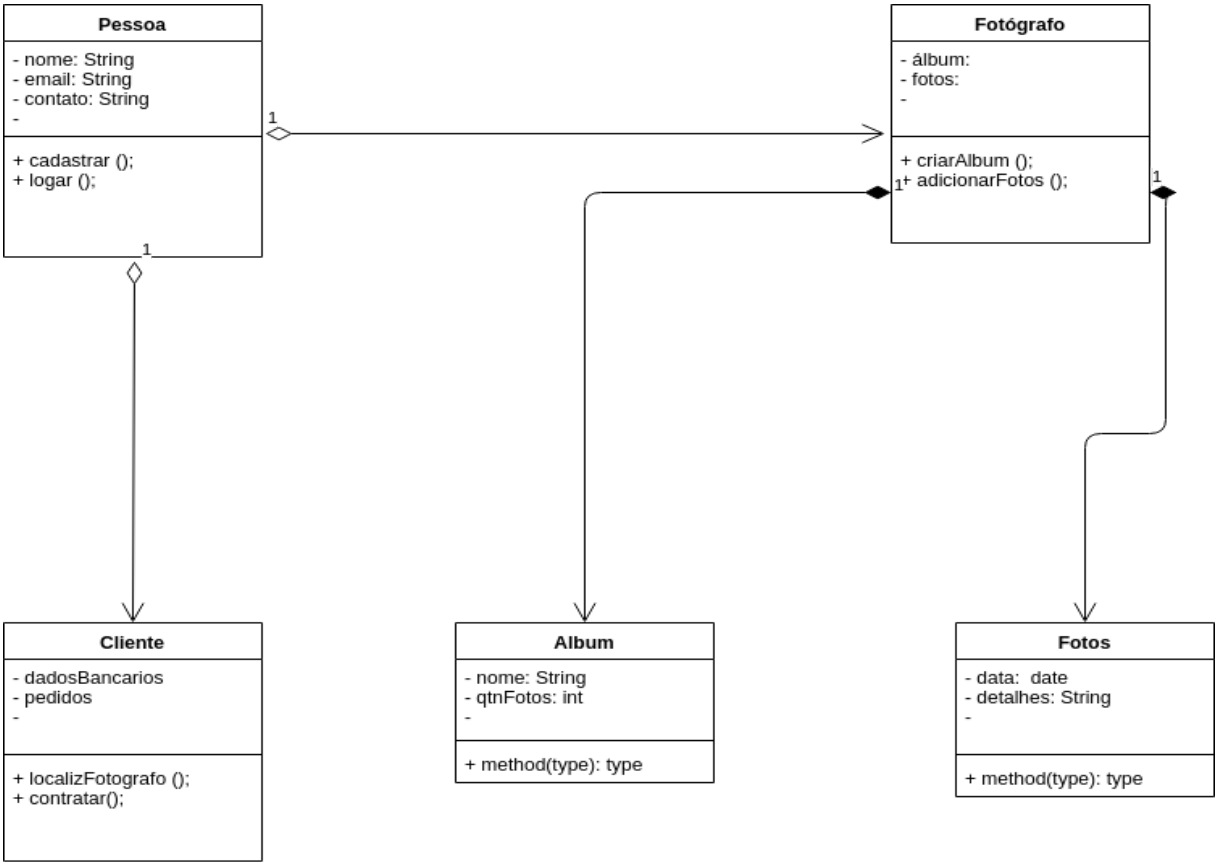 Pessoa
- nome: String
- email: String
- contato: String
-
+ cadastrar ();
+ logar ();
1
1
Fotógrafo
- álbum:
- fotos:
-
+ criarAlbum ();
+ adicionarFotos ();
1
1
Cliente
- dadosBancarios
- pedidos
-
+ localizFotografo ();
+ contratar();
Album
- nome: String
- qtnFotos: int
-
+ method(type): type
Fotos
- data:  date
- detalhes: String
-
+ method(type): type